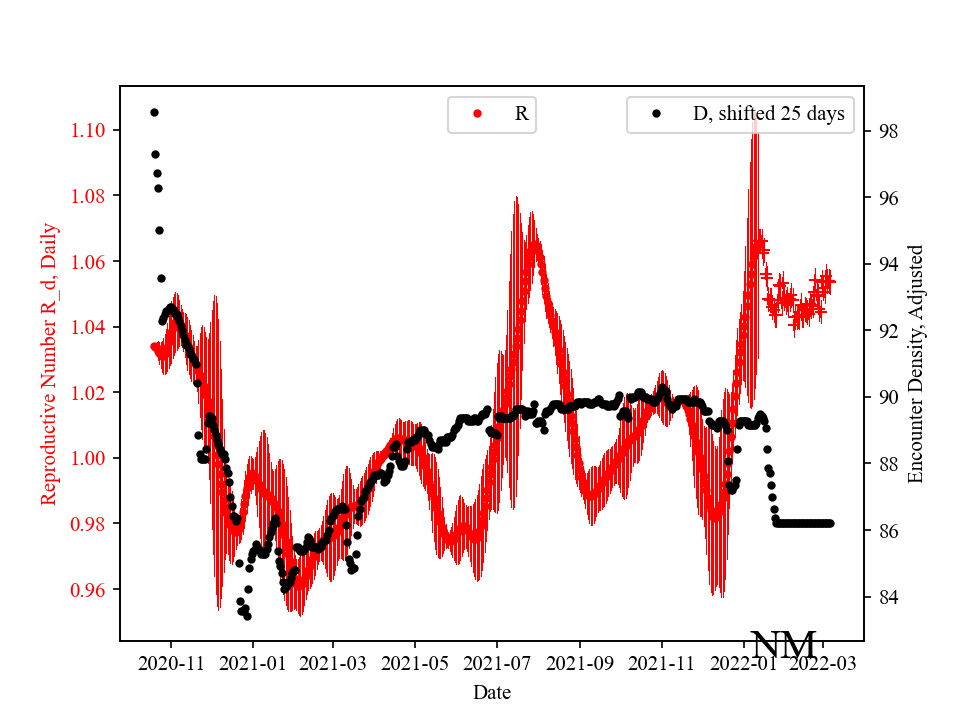 R
D, shifted 25 days
Reproductive Number R_d, Daily
1.10
1.08
1.06
1.04
1.02
1.00
0.98
0.96
98
96
94
92
90
88
86
84
Encounter Density, Adjusted
NM
2020-11 2021-01 2021-03 2021-05 2021-07 2021-09 2021-11 2022-01 2022-03
Date